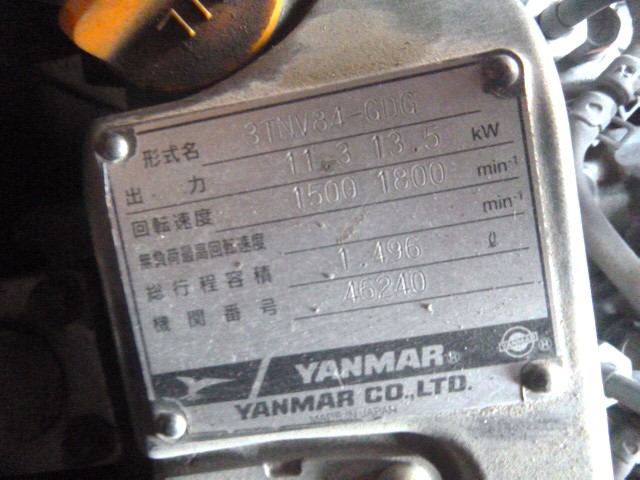 形式名 3TNV84-GDG
出力 11.3 13.5 kW
回転速度 1500 1800 min⁻¹
無負荷最高回転速度 min⁻¹
総行程容積 1.496 ℓ
機関番号 46240
YANMAR®
YANMAR CO.,LTD.
MADE IN JAPAN